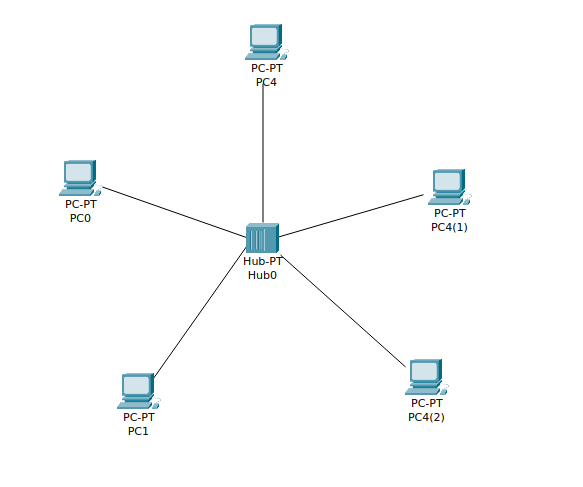 PC-PT
PC4
PC-PT
PC0
PC-PT
PC4(1)
Hub-PT
Hub0
PC-PT
PC1
PC-PT
PC4(2)